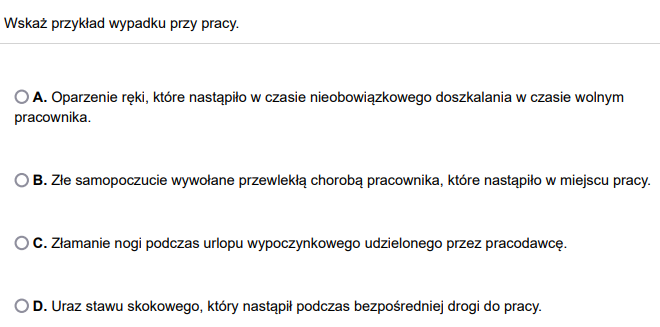 Wskaż przykład wypadku przy pracy.
A. Oparzenie ręki, które nastąpiło w czasie nieobowiązkowego doszkalania w czasie wolnym
pracownika.
B. Złe samopoczucie wywołane przewlekłą chorobą pracownika, które nastąpiło w miejscu pracy.
C. Złamanie nogi podczas urlopu wypoczynkowego udzielonego przez pracodawcę.
D. Uraz stawu skokowego, który nastąpił podczas bezpośredniej drogi do pracy.